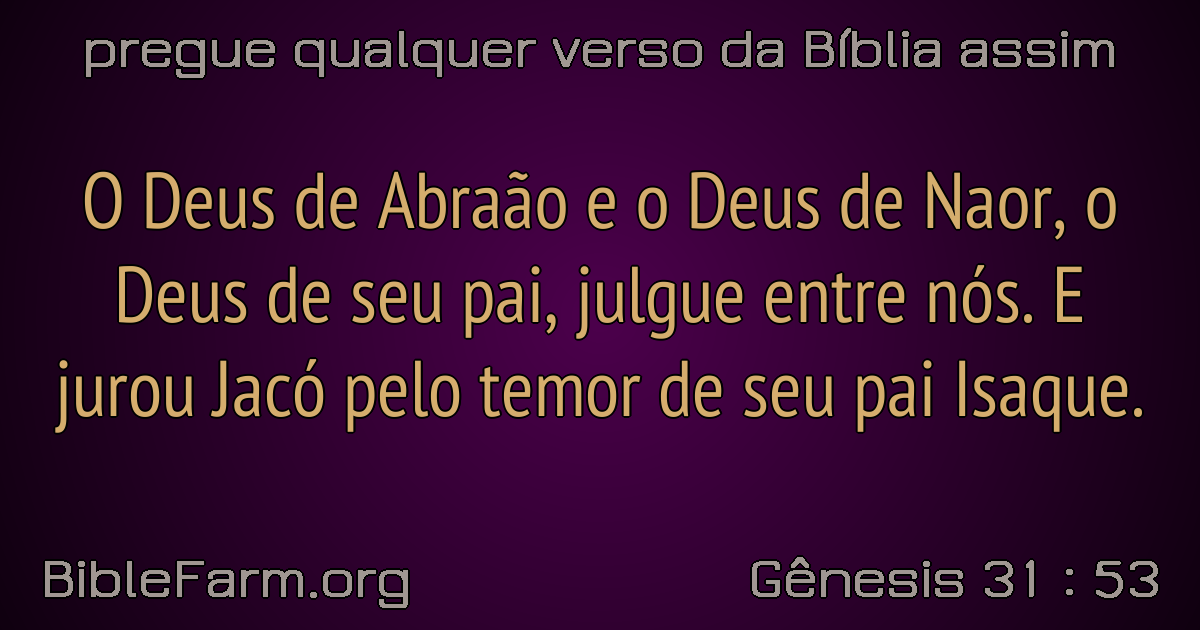 pregue qualquer verso da Bíblia assim
O Deus de Abraão e o Deus de Naor, o
Deus de seu pai, julgue entre nós. E
jurou Jacó pelo temor de seu pai Isaque.
BibleFarm.org
Gênesis 31 : 53